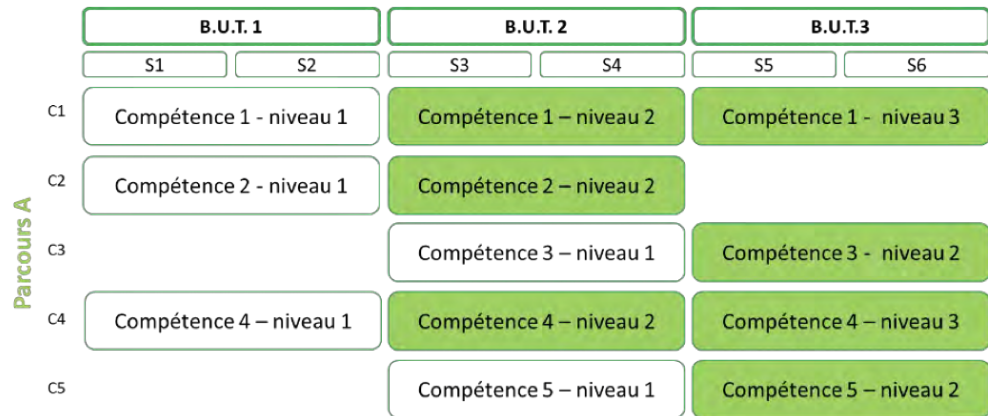 B.U.T. 1 B.U.T. 2 B.U.T.3
S1 S2 S3 S4 S5 S6
C1 Compétence 1 - niveau 1 Compétence 1 – niveau 2 Compétence 1 - niveau 3
C2 Compétence 2 - niveau 1 Compétence 2 – niveau 2
Parcours A
C3 Compétence 3 – niveau 1 Compétence 3 - niveau 2
C4 Compétence 4 – niveau 1 Compétence 4 – niveau 2 Compétence 4 – niveau 3
C5 Compétence 5 – niveau 1 Compétence 5 – niveau 2